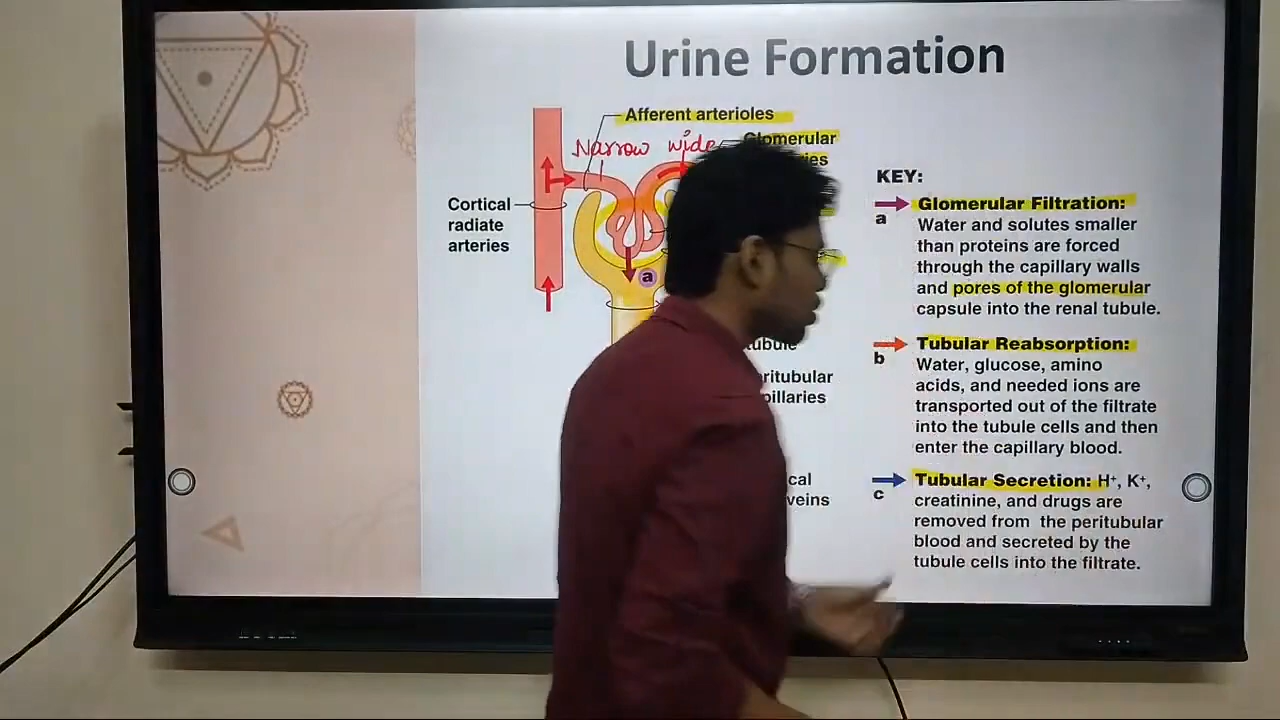 Urine Formation
Afferent arterioles
Narrow wide
Glomerular
Cortical
radiate
arteries
a
KEY:
a
Glomerular Filtration:
Water and solutes smaller
than proteins are forced
through the capillary walls
and pores of the glomerular
capsule into the renal tubule.
b
Tubular Reabsorption:
Water, glucose, amino
acids, and needed ions are
transported out of the filtrate
into the tubule cells and then
enter the capillary blood.
c
Tubular Secretion: H⁺, K⁺,
creatinine, and drugs are
removed from the peritubular
blood and secreted by the
tubule cells into the filtrate.
tubule
veins